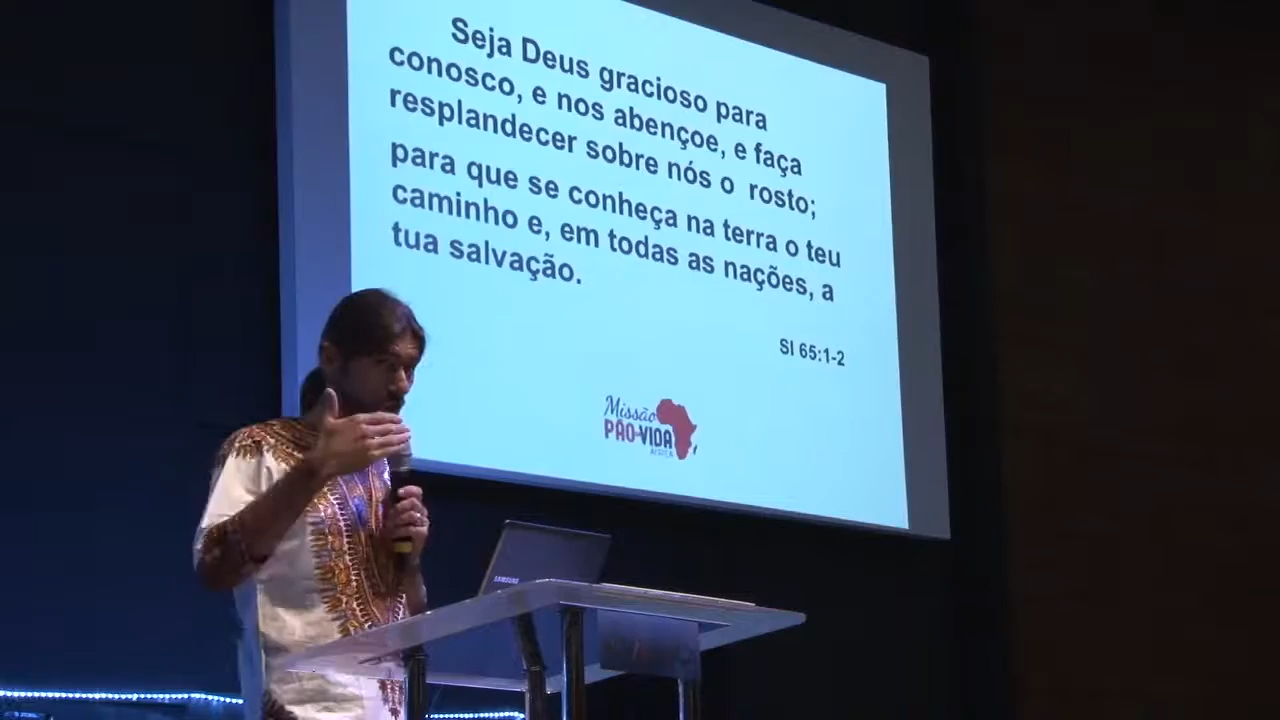 Seja Deus gracioso para
conosco, e nos abençoe, e faça
resplandecer sobre nós o rosto;
para que se conheça na terra o teu
caminho e, em todas as nações, a
tua salvação.
Sl 65:1-2
Missão
PÃO-VIDA
ÁFRICA
SAMSUNG